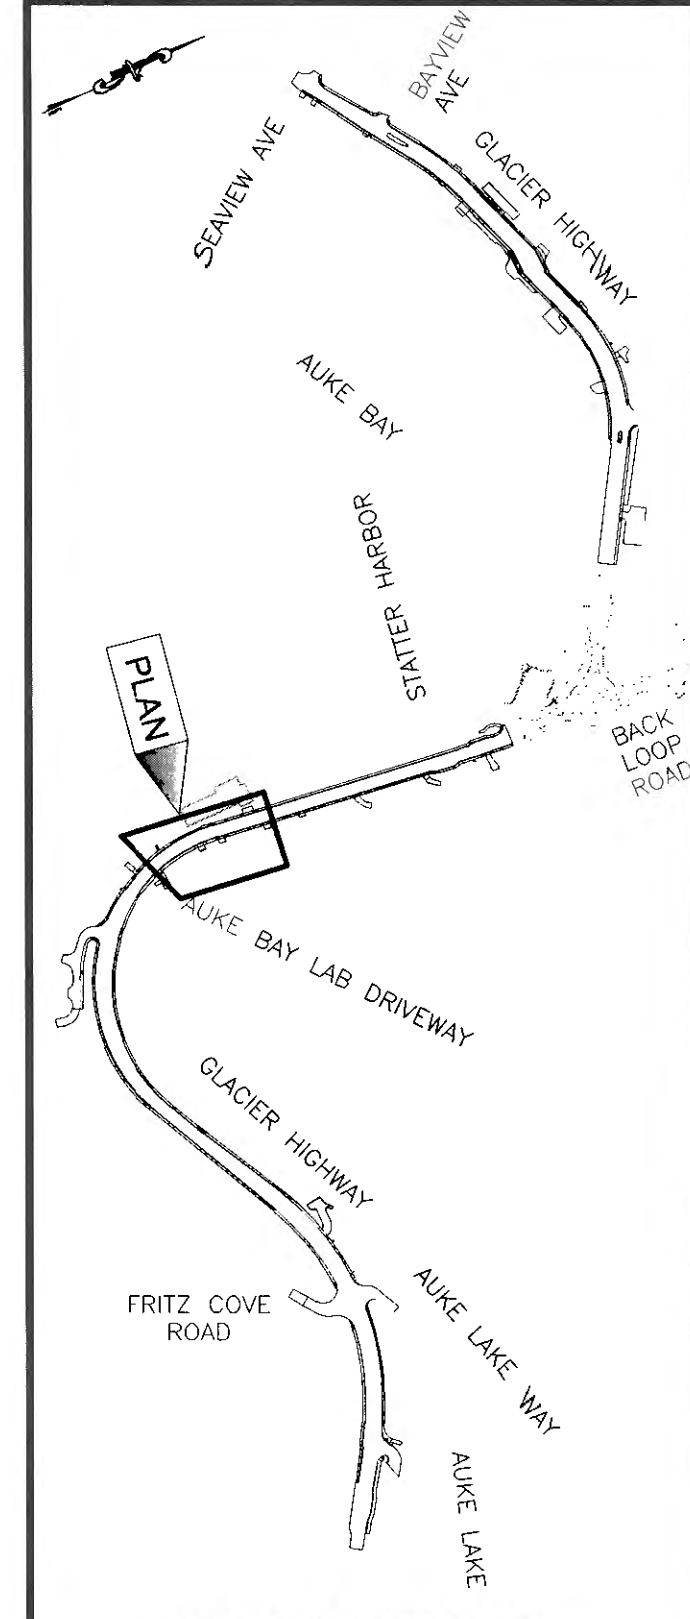 BAYVIEW
AVE
SEAVIEW AVE
GLACIER HIGHWAY
AUKE BAY
STATTER HARBOR
PLAN
BACK
LOOP
ROAD
AUKE BAY LAB DRIVEWAY
GLACIER HIGHWAY
FRITZ COVE
ROAD
AUKE LAKE WAY
AUKE LAKE